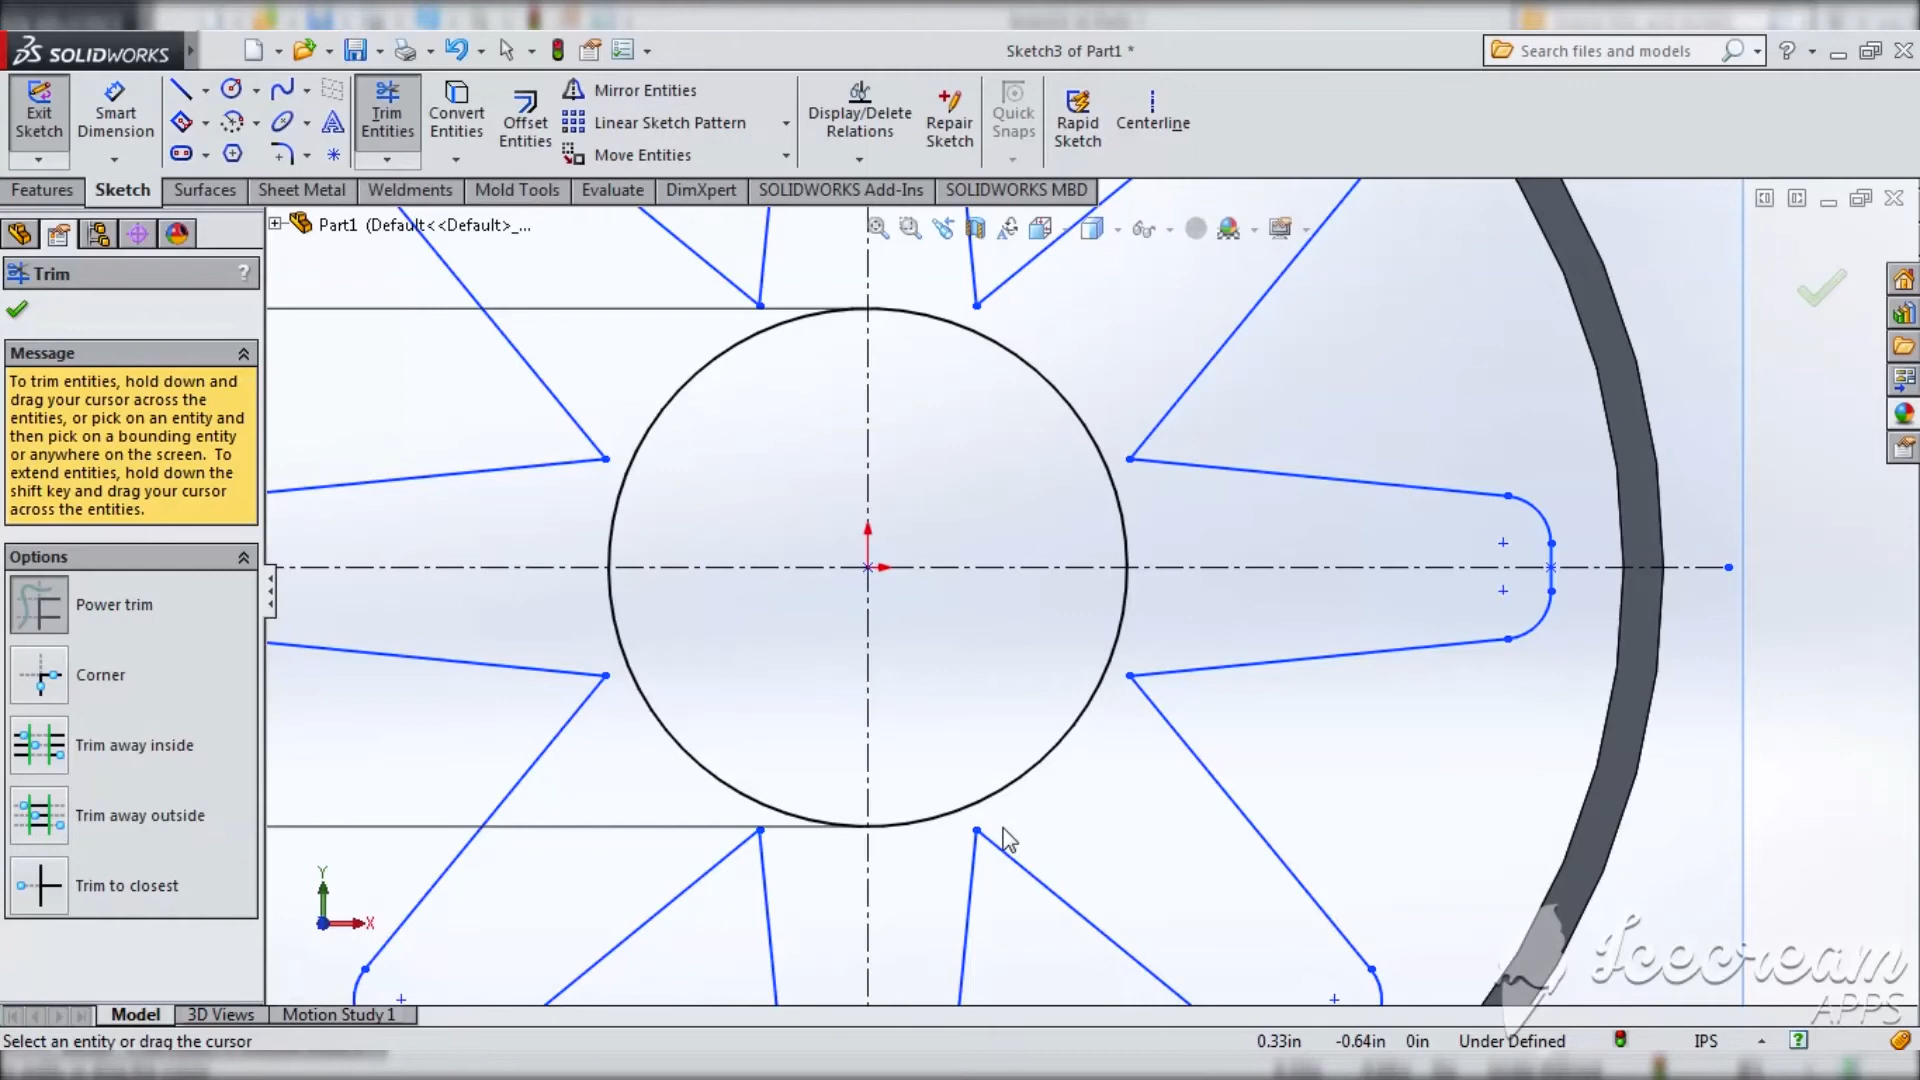 SOLIDWORKS
Sketch3 of Part1 *
Search files and models
Exit Sketch
Smart Dimension
Trim Entities
Convert Entities
Offset Entities
Mirror Entities
Linear Sketch Pattern
Move Entities
Display/Delete Relations
Repair Sketch
Quick Snaps
Rapid Sketch
Centerline
Features
Sketch
Surfaces
Sheet Metal
Weldments
Mold Tools
Evaluate
DimXpert
SOLIDWORKS Add-Ins
SOLIDWORKS MBD
Part1 (Default<<Default>_...
Trim
?
Message
To trim entities, hold down and
drag your cursor across the
entities, or pick on an entity and
then pick on a bounding entity
or anywhere on the screen. To
extend entities, hold down the
shift key and drag your cursor
across the entities.
Options
Power trim
Corner
Trim away inside
Trim away outside
Trim to closest
Y
X
Icecream
APPS
Model
3D Views
Motion Study 1
Select an entity or drag the cursor
0.33in
-0.64in
0in
Under Defined
IPS